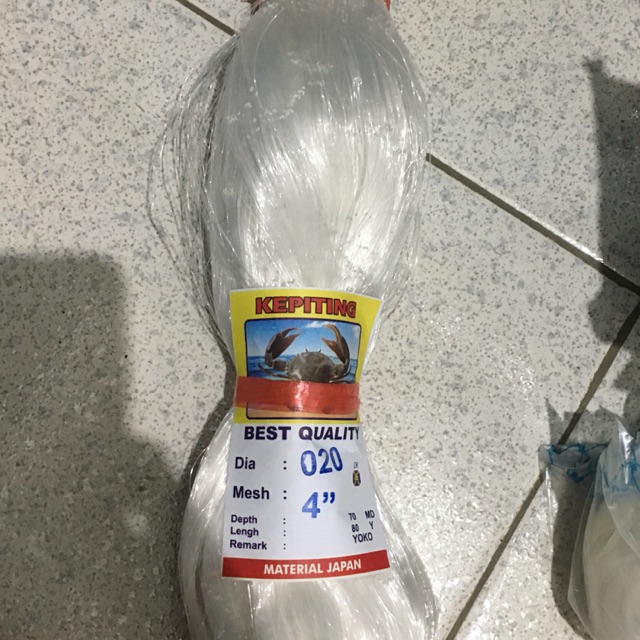 KEPITING
BEST QUALITY
Dia : 020
Mesh : 4”
Depth : 70 MD
Lengh : 80 Y
Remark : YOKO
MATERIAL JAPAN